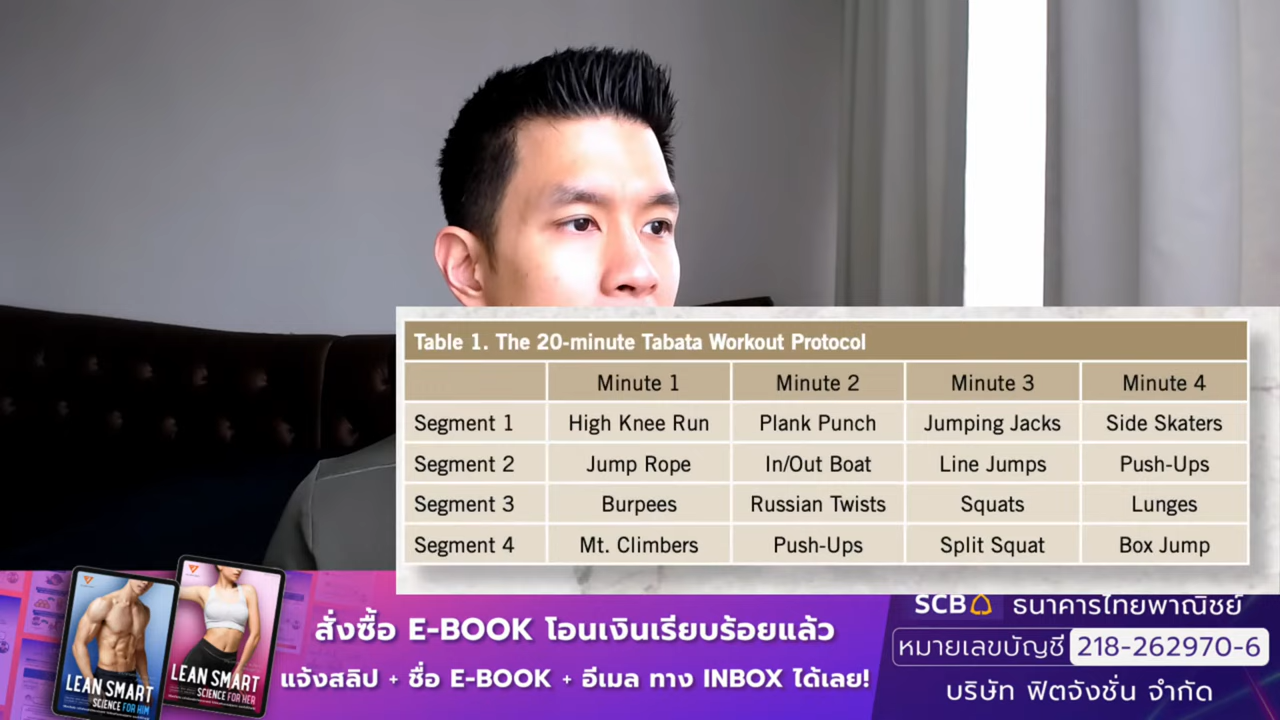 Table 1. The 20-minute Tabata Workout Protocol
Minute 1 Minute 2 Minute 3 Minute 4
Segment 1 High Knee Run Plank Punch Jumping Jacks Side Skaters
Segment 2 Jump Rope In/Out Boat Line Jumps Push-Ups
Segment 3 Burpees Russian Twists Squats Lunges
Segment 4 Mt. Climbers Push-Ups Split Squat Box Jump
สั่งซื้อ E-BOOK โอนเงินเรียบร้อยแล้ว
แจ้งสลิป + ชื่อ E-BOOK + อีเมล ทาง INBOX ได้เลย!
SCB ธนาคารไทยพาณิชย์
หมายเลขบัญชี 218-262970-6
บริษัท ฟิตจังชั่น จำกัด
LEAN SMART
SCIENCE FOR HIM
LEAN SMART
SCIENCE FOR HER